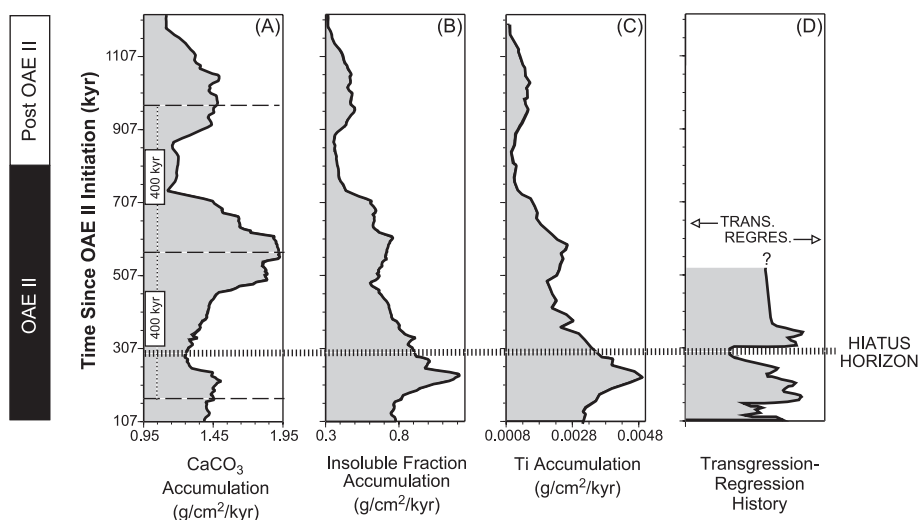 Post OAE II
OAE II
Time Since OAE II Initiation (kyr)
1107
907
707
507
307
107
(A)
400 kyr
400 kyr
0.95
1.45
1.95
CaCO3
Accumulation
(g/cm2/kyr)
(B)
0.3
0.8
Insoluble Fraction
Accumulation
(g/cm2/kyr)
(C)
0.0008
0.0028
0.0048
Ti Accumulation
(g/cm2/kyr)
(D)
TRANS.
REGRES.
?
HIATUS
HORIZON
Transgression-
Regression
History